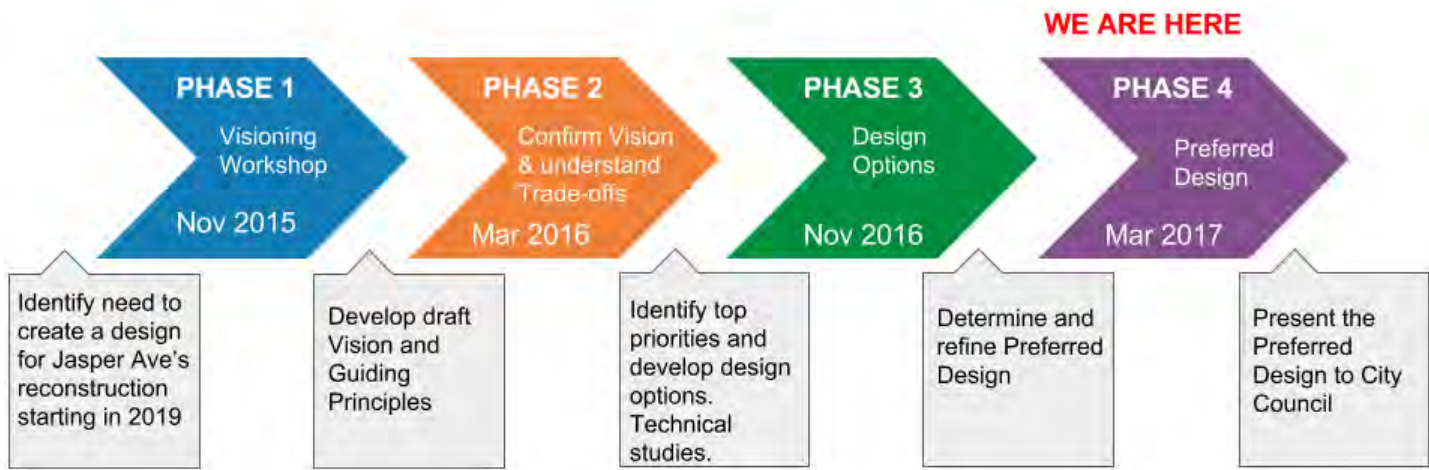 WE ARE HERE
PHASE 1
Visioning
Workshop
Nov 2015
PHASE 2
Confirm Vision
& understand
Trade-offs
Mar 2016
PHASE 3
Design
Options
Nov 2016
PHASE 4
Preferred
Design
Mar 2017
Identify need to
create a design
for Jasper Ave's
reconstruction
starting in 2019
Develop draft
Vision and
Guiding
Principles
Identify top
priorities and
develop design
options.
Technical
studies.
Determine and
refine Preferred
Design
Present the
Preferred
Design to City
Council